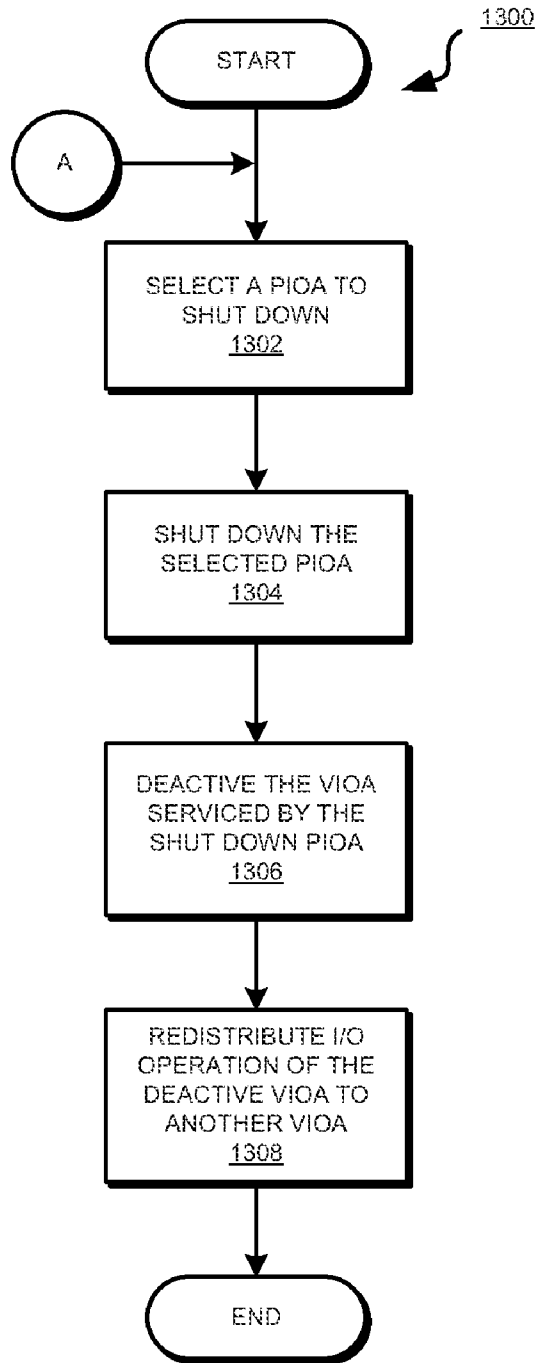 1300
START
A
SELECT A PIOA TO
SHUT DOWN
1302
SHUT DOWN THE
SELECTED PIOA
1304
DEACTIVE THE VIOA
SERVICED BY THE
SHUT DOWN PIOA
1306
REDISTRIBUTE I/O
OPERATION OF THE
DEACTIVE VIOA TO
ANOTHER VIOA
1308
END